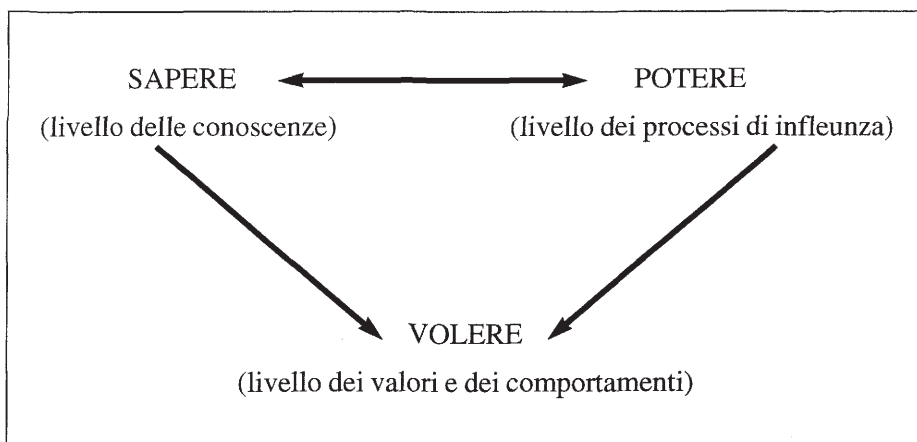 SAPERE POTERE
(livello delle conoscenze) (livello dei processi di infleunza)
VOLERE
(livello dei valori e dei comportamenti)